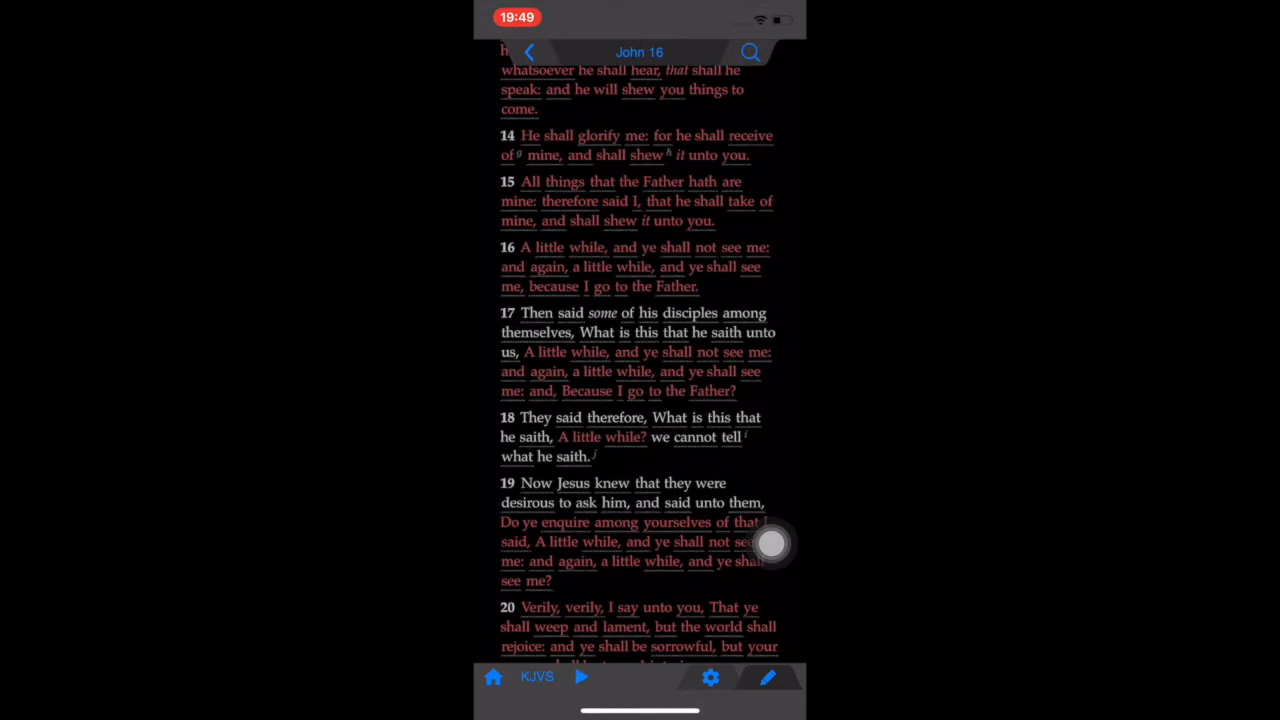 19:49
John 16
whatsoever he shall hear, that shall he
speak: and he will shew you things to
come.
14 He shall glorify me: for he shall receive
of g mine, and shall shew h it unto you.
15 All things that the Father hath are
mine: therefore said I, that he shall take of
mine, and shall shew it unto you.
16 A little while, and ye shall not see me:
and again, a little while, and ye shall see
me, because I go to the Father.
17 Then said some of his disciples among
themselves, What is this that he saith unto
us, A little while, and ye shall not see me:
and again, a little while, and ye shall see
me: and, Because I go to the Father?
18 They said therefore, What is this that
he saith, A little while? we cannot tell i
what he saith. j
19 Now Jesus knew that they were
desirous to ask him, and said unto them,
Do ye enquire among yourselves of that I
said, A little while, and ye shall not see
me: and again, a little while, and ye shall
see me?
20 Verily, verily, I say unto you, That ye
shall weep and lament, but the world shall
rejoice: and ye shall be sorrowful, but your
KJVS